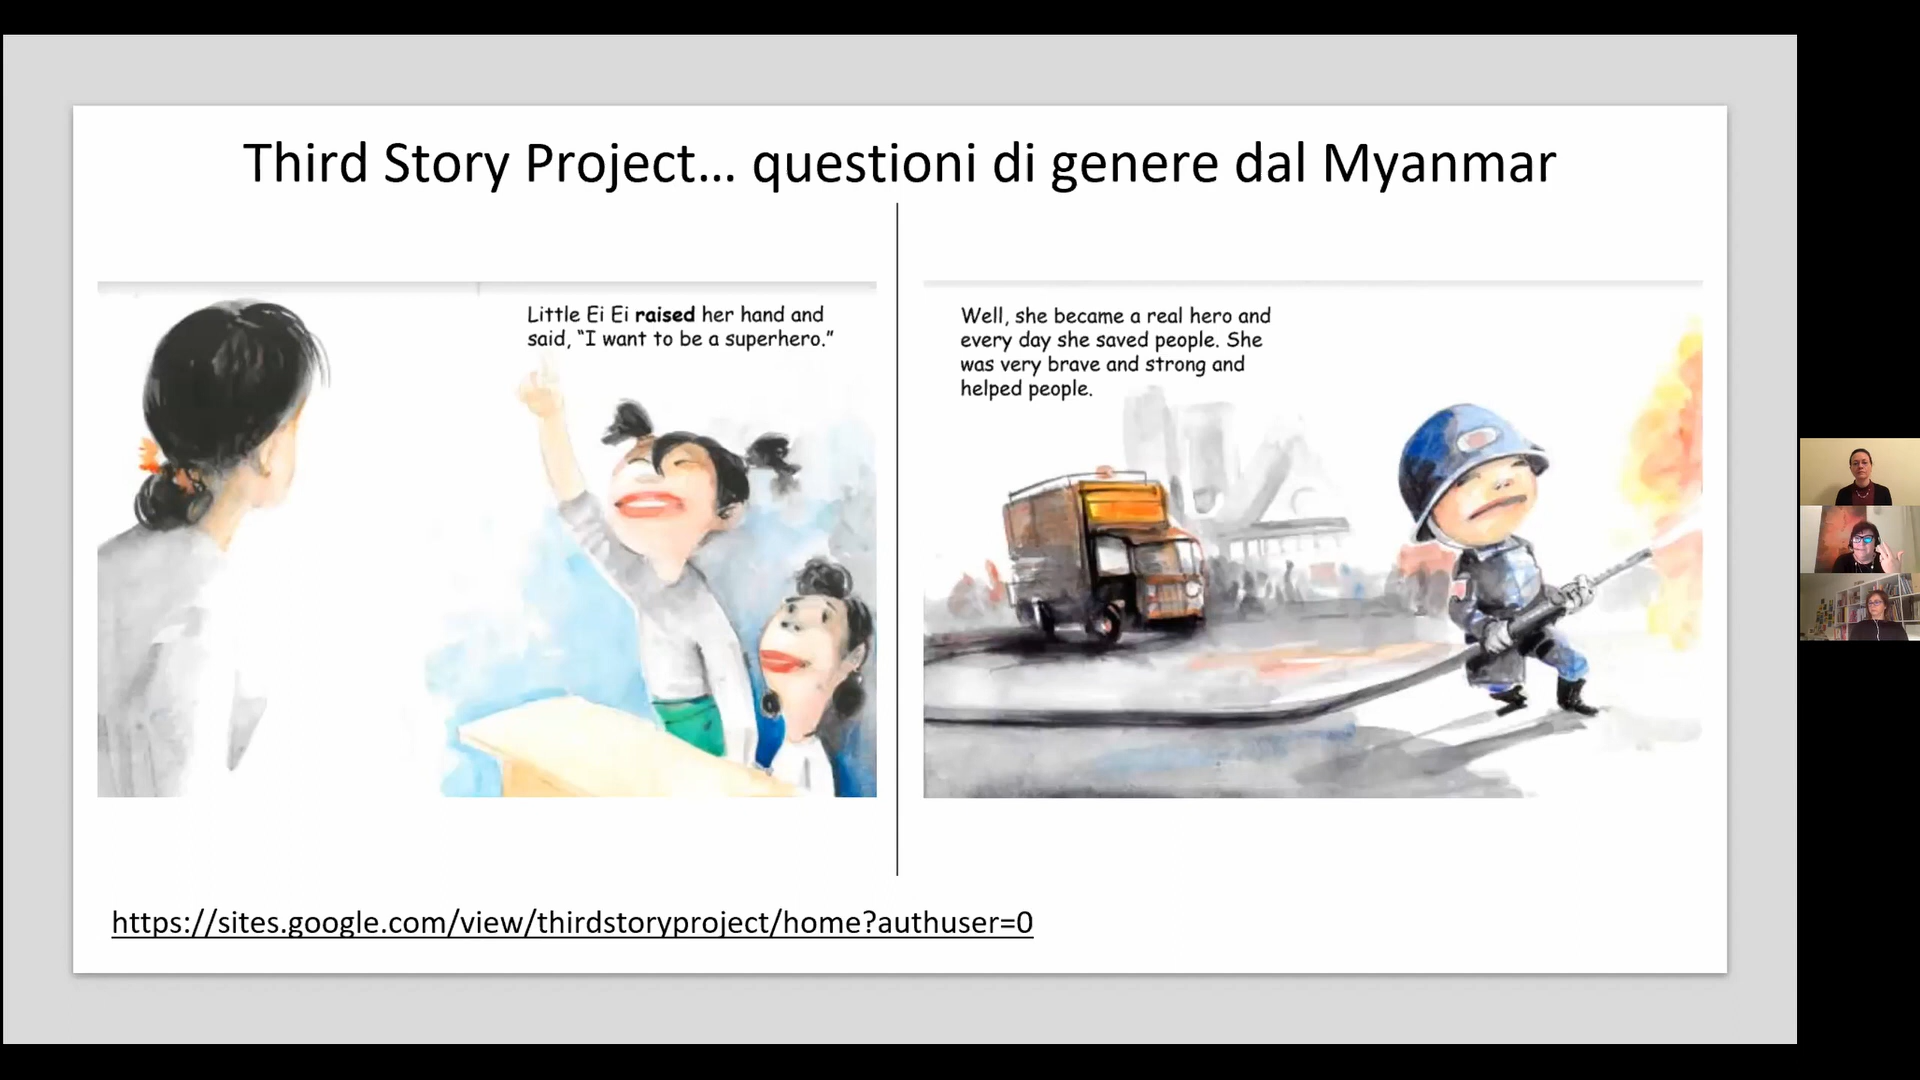 Third Story Project... questioni di genere dal Myanmar
Little Ei Ei raised her hand and
said, “I want to be a superhero.”
Well, she became a real hero and
every day she saved people. She
was very brave and strong and
helped people.
https://sites.google.com/view/thirdstoryproject/home?authuser=0